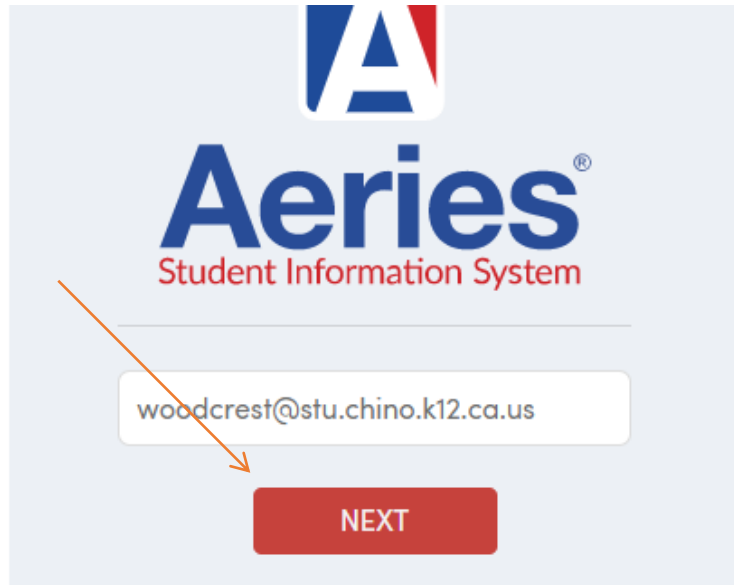 A
Aeries®
Student Information System
woodcrest@stu.chino.k12.ca.us
NEXT